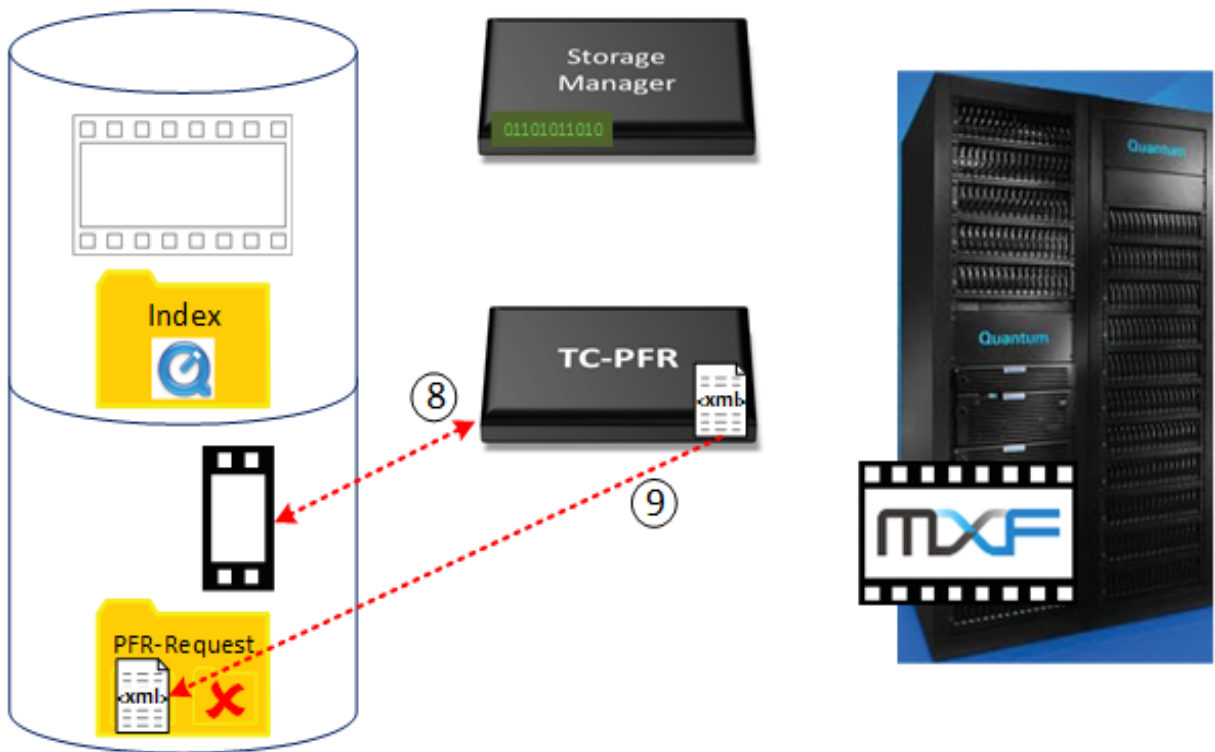 Storage
Manager
01101011010
Quantum
Index
TC-PFR
<xml>
Quantum
8
9
MXF
PFR-Request
<xml>